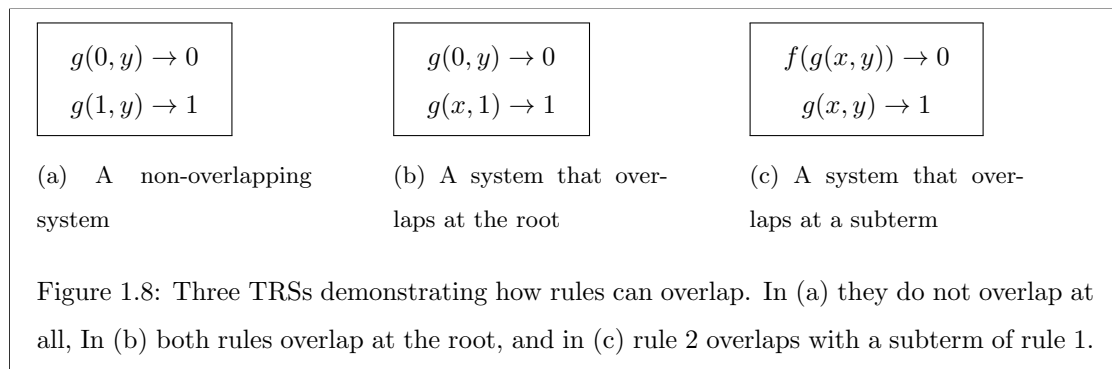 g(0, y) → 0
g(1, y) → 1
(a) A non-overlapping
system
g(0, y) → 0
g(x, 1) → 1
(b) A system that over-
laps at the root
f(g(x, y)) → 0
g(x, y) → 1
(c) A system that over-
laps at a subterm
Figure 1.8: Three TRSs demonstrating how rules can overlap. In (a) they do not overlap at
all, In (b) both rules overlap at the root, and in (c) rule 2 overlaps with a subterm of rule 1.